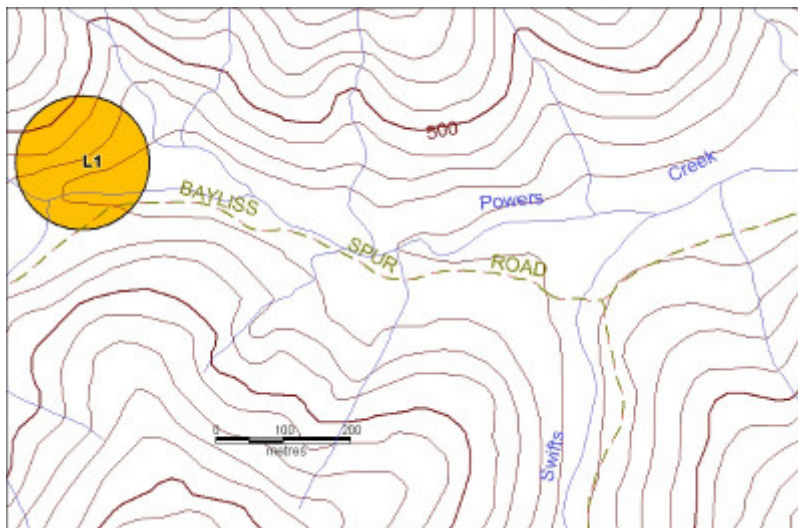 500
L1
Creek
BAYLISS
Powers
SPUR
ROAD
0 100 200
metres
Swifts